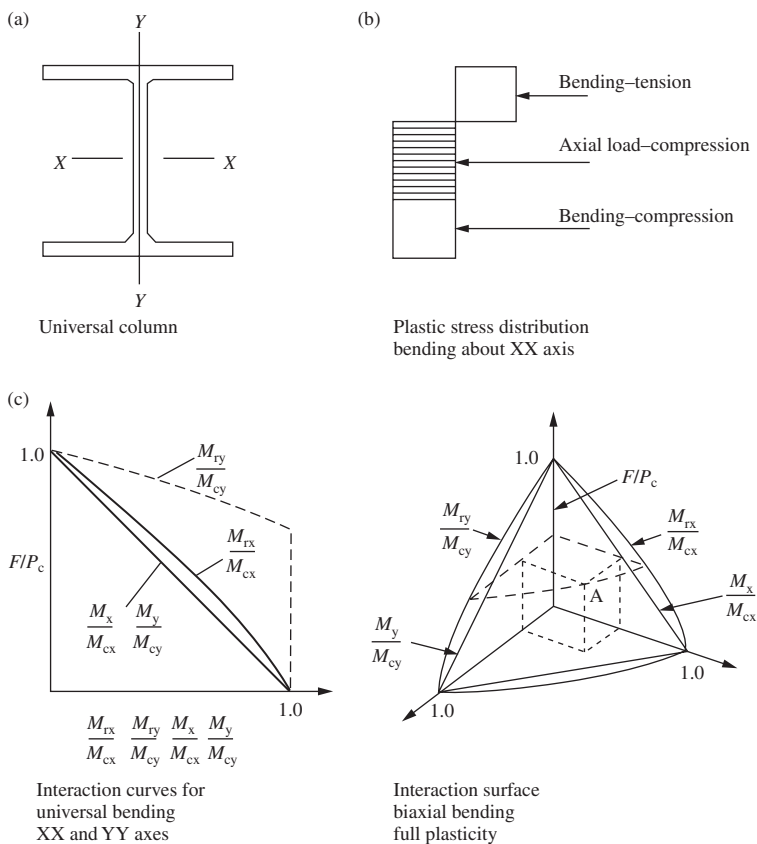 (a)
Y
X
X
Y
Universal column
(b)
Bending–tension
Axial load–compression
Bending–compression
Plastic stress distribution
bending about XX axis
(c)
1.0
M_ry
M_cy
M_rx
M_cx
F/P_c
M_x M_y
M_cx M_cy
1.0
M_rx M_ry M_x M_y
M_cx M_cy M_cx M_cy
Interaction curves for
universal bending
XX and YY axes
1.0
F/P_c
M_ry
M_cy
M_rx
M_cx
A
M_x
M_cx
M_y
M_cy
1.0
1.0
Interaction surface
biaxial bending
full plasticity